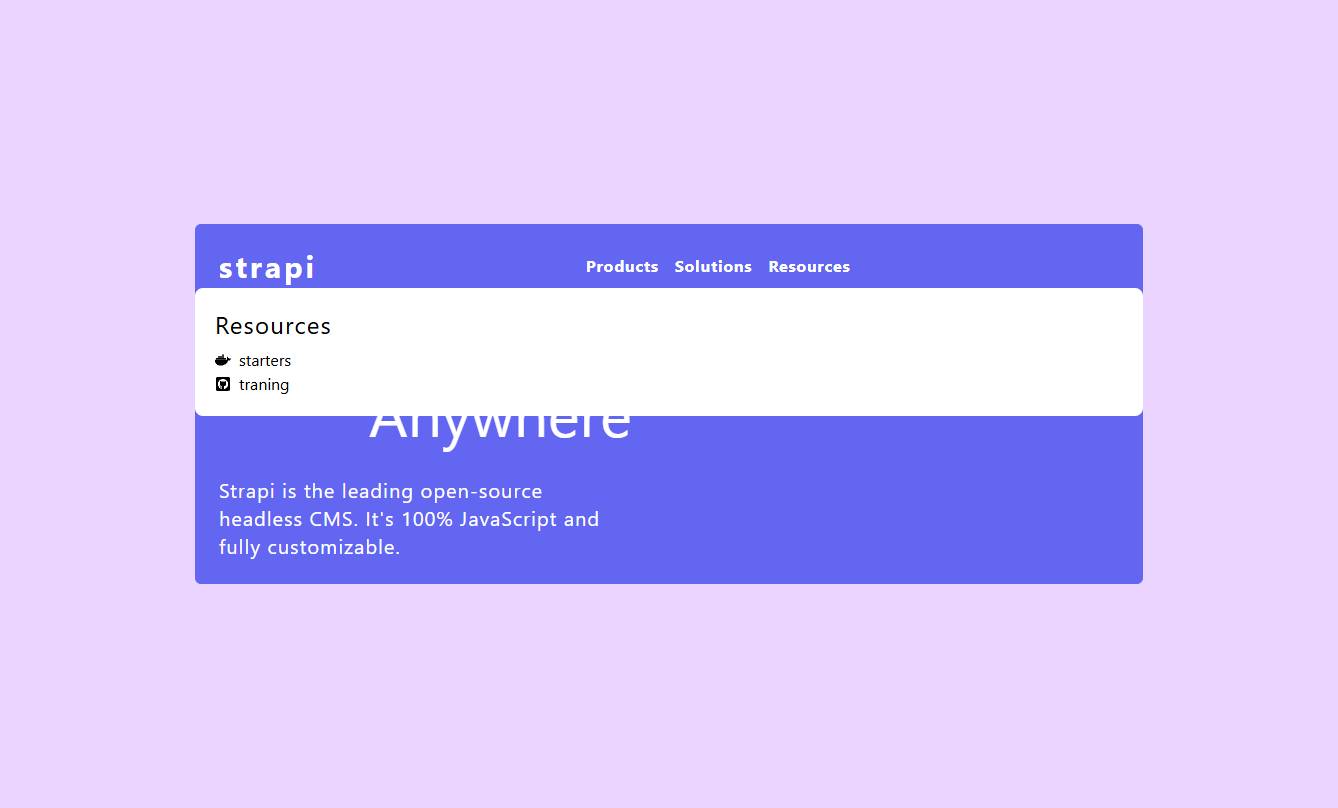 strapi
Products Solutions Resources
Resources
starters
traning
Anywhere
Strapi is the leading open-source
headless CMS. It's 100% JavaScript and
fully customizable.